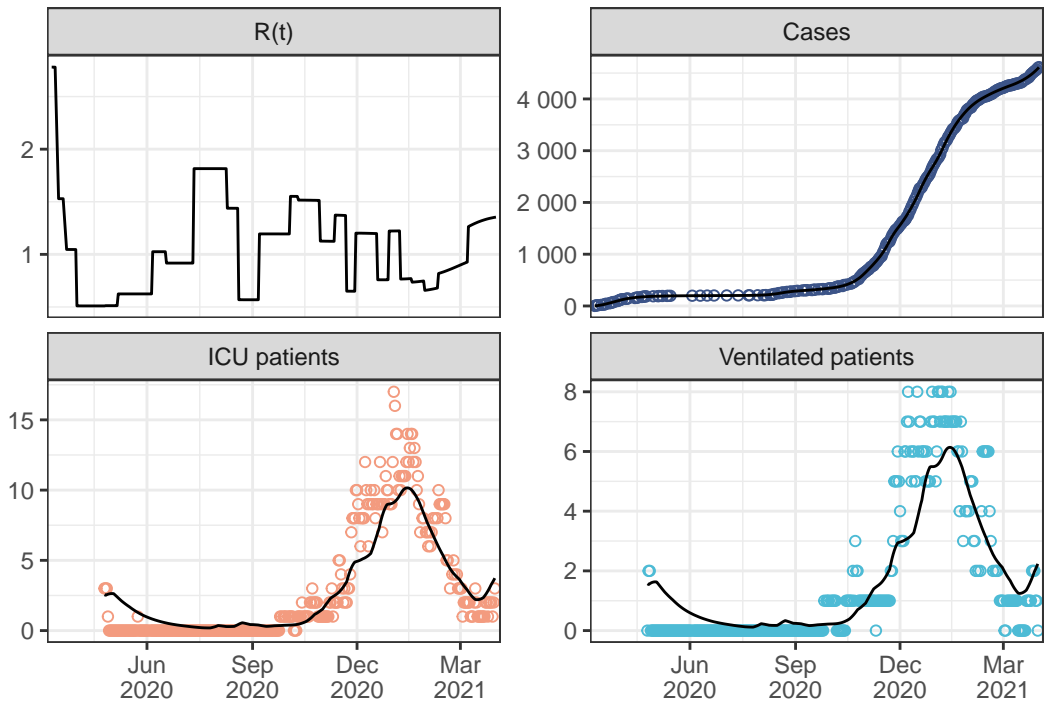 R(t)
Cases
2
1
4 000
3 000
2 000
1 000
0
ICU patients
Ventilated patients
15
10
5
0
8
6
4
2
0
Jun Sep Dec Mar
2020 2020 2020 2021
Jun Sep Dec Mar
2020 2020 2020 2021